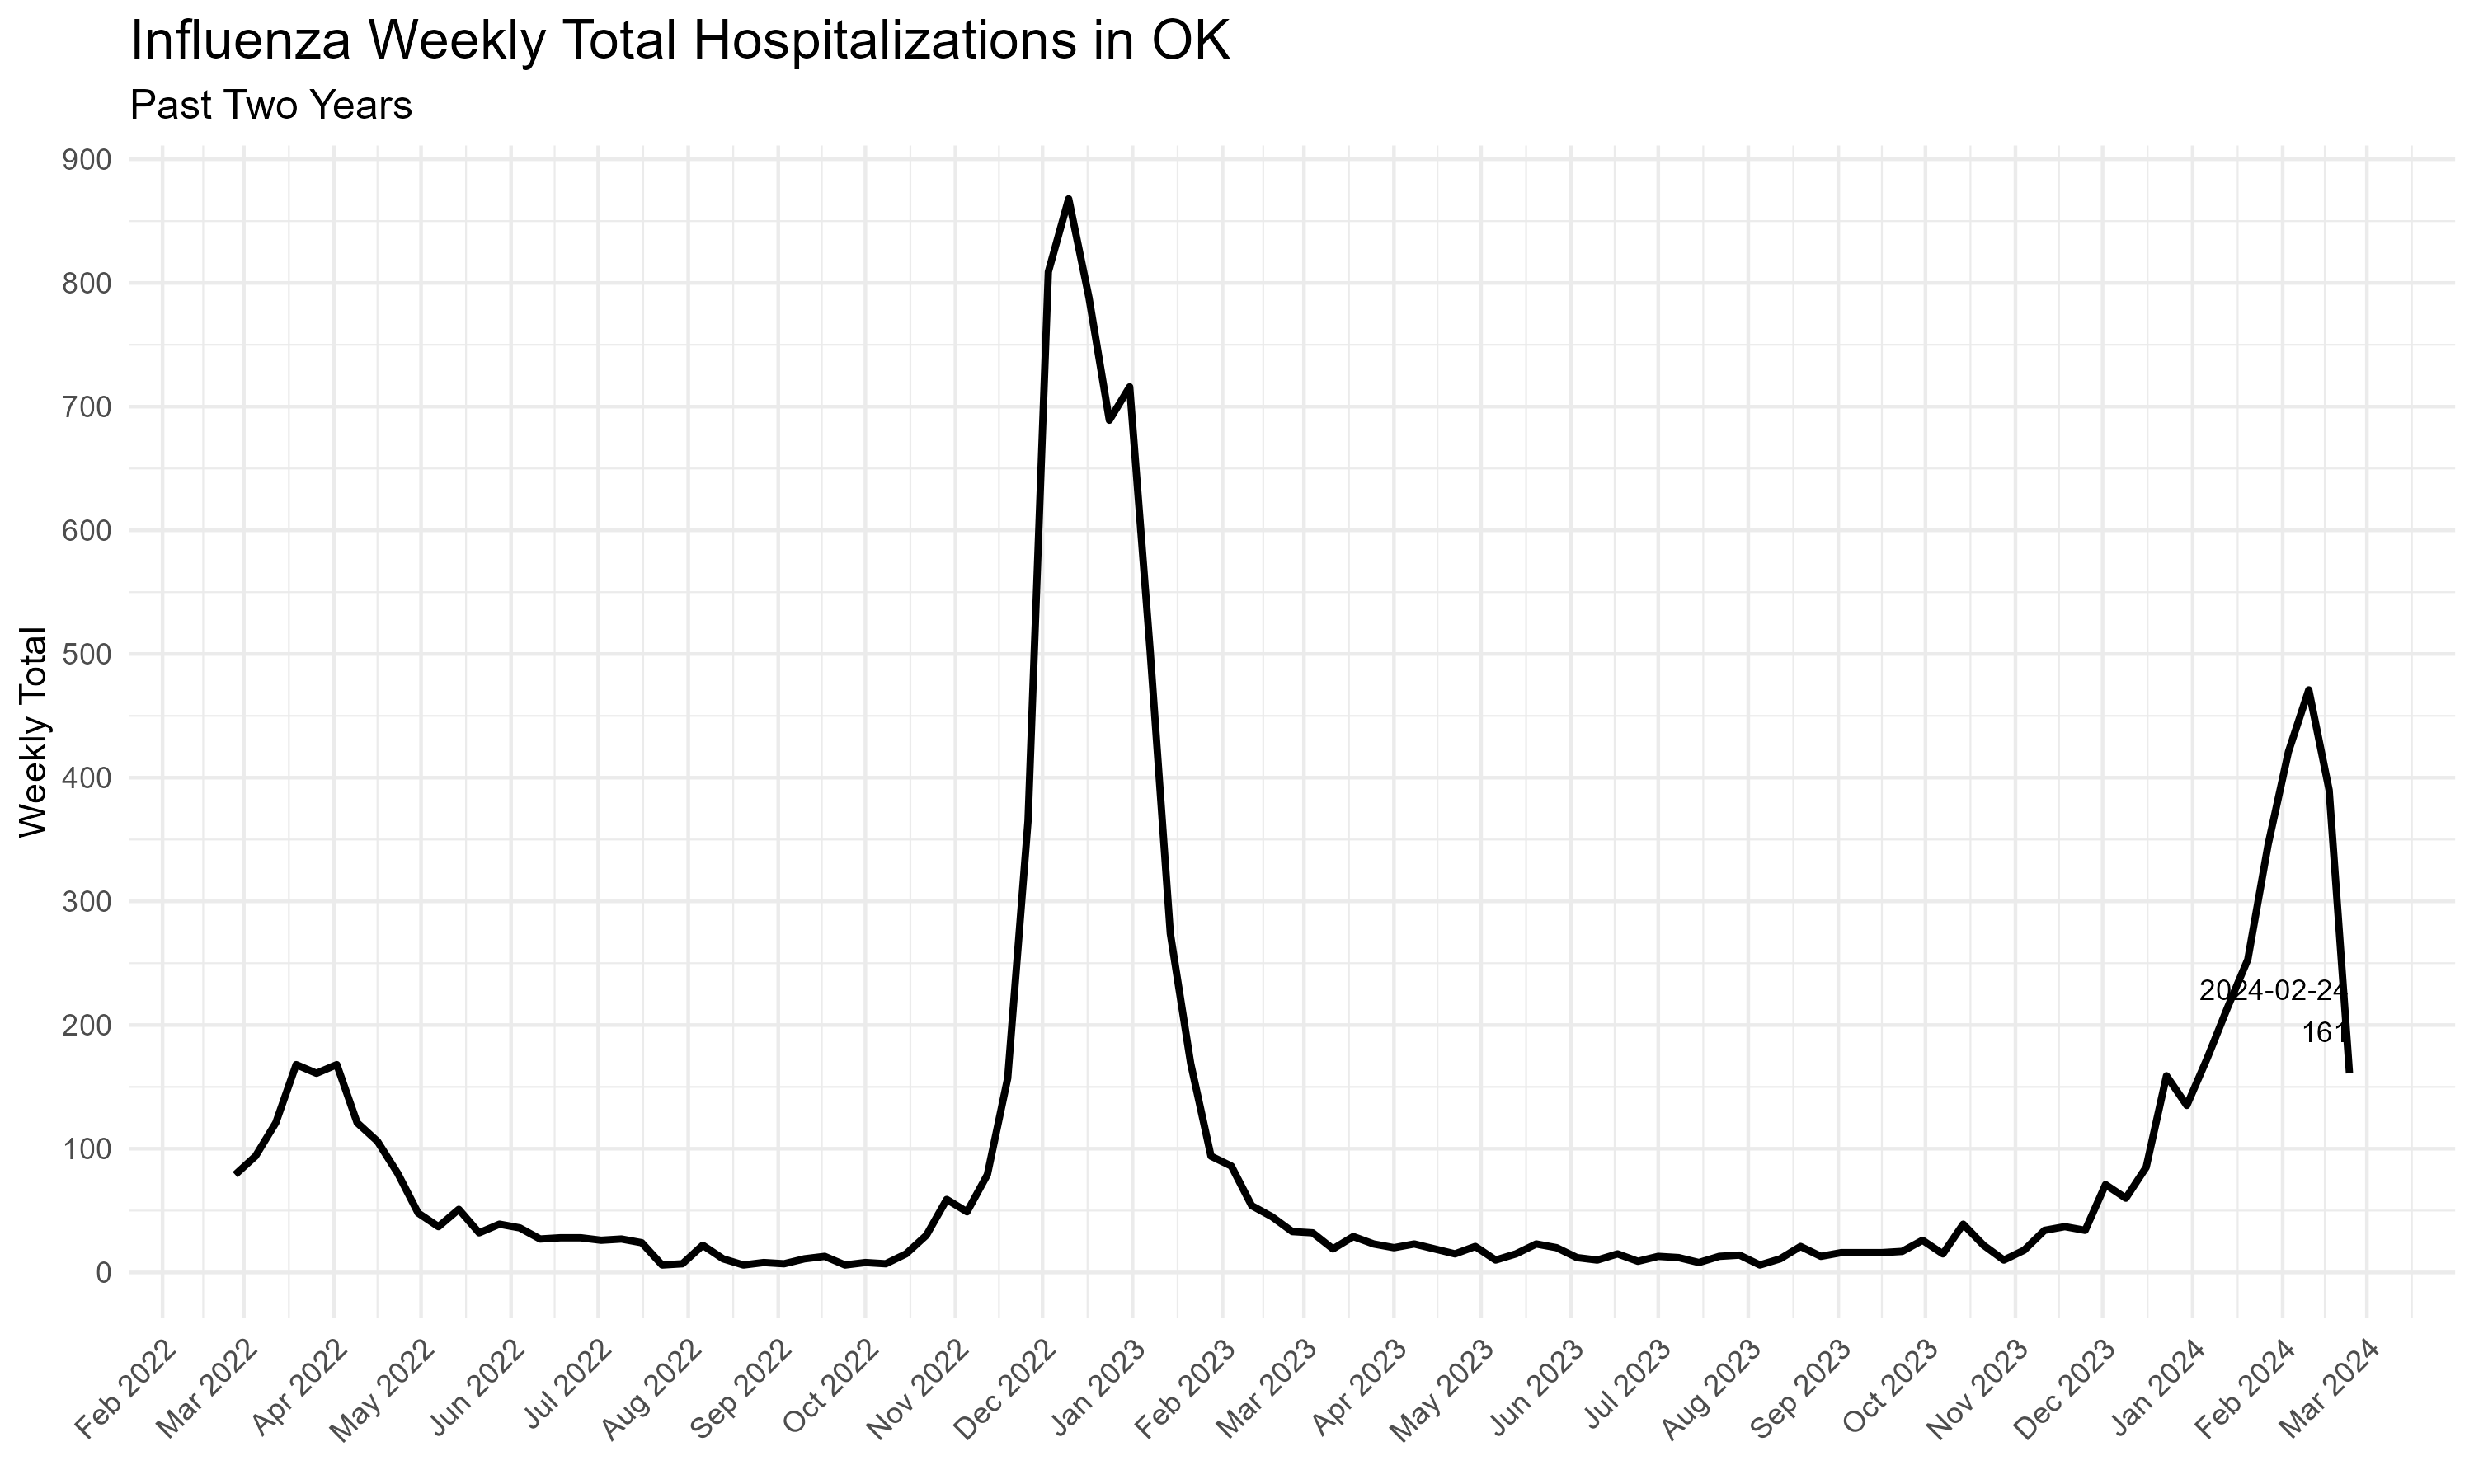 Influenza Weekly Total Hospitalizations in OK
Past Two Years
Weekly Total
900
800
700
600
500
400
300
200
100
0
2024-02-24
161
Feb 2022
Mar 2022
Apr 2022
May 2022
Jun 2022
Jul 2022
Aug 2022
Sep 2022
Oct 2022
Nov 2022
Dec 2022
Jan 2023
Feb 2023
Mar 2023
Apr 2023
May 2023
Jun 2023
Jul 2023
Aug 2023
Sep 2023
Oct 2023
Nov 2023
Dec 2023
Jan 2024
Feb 2024
Mar 2024